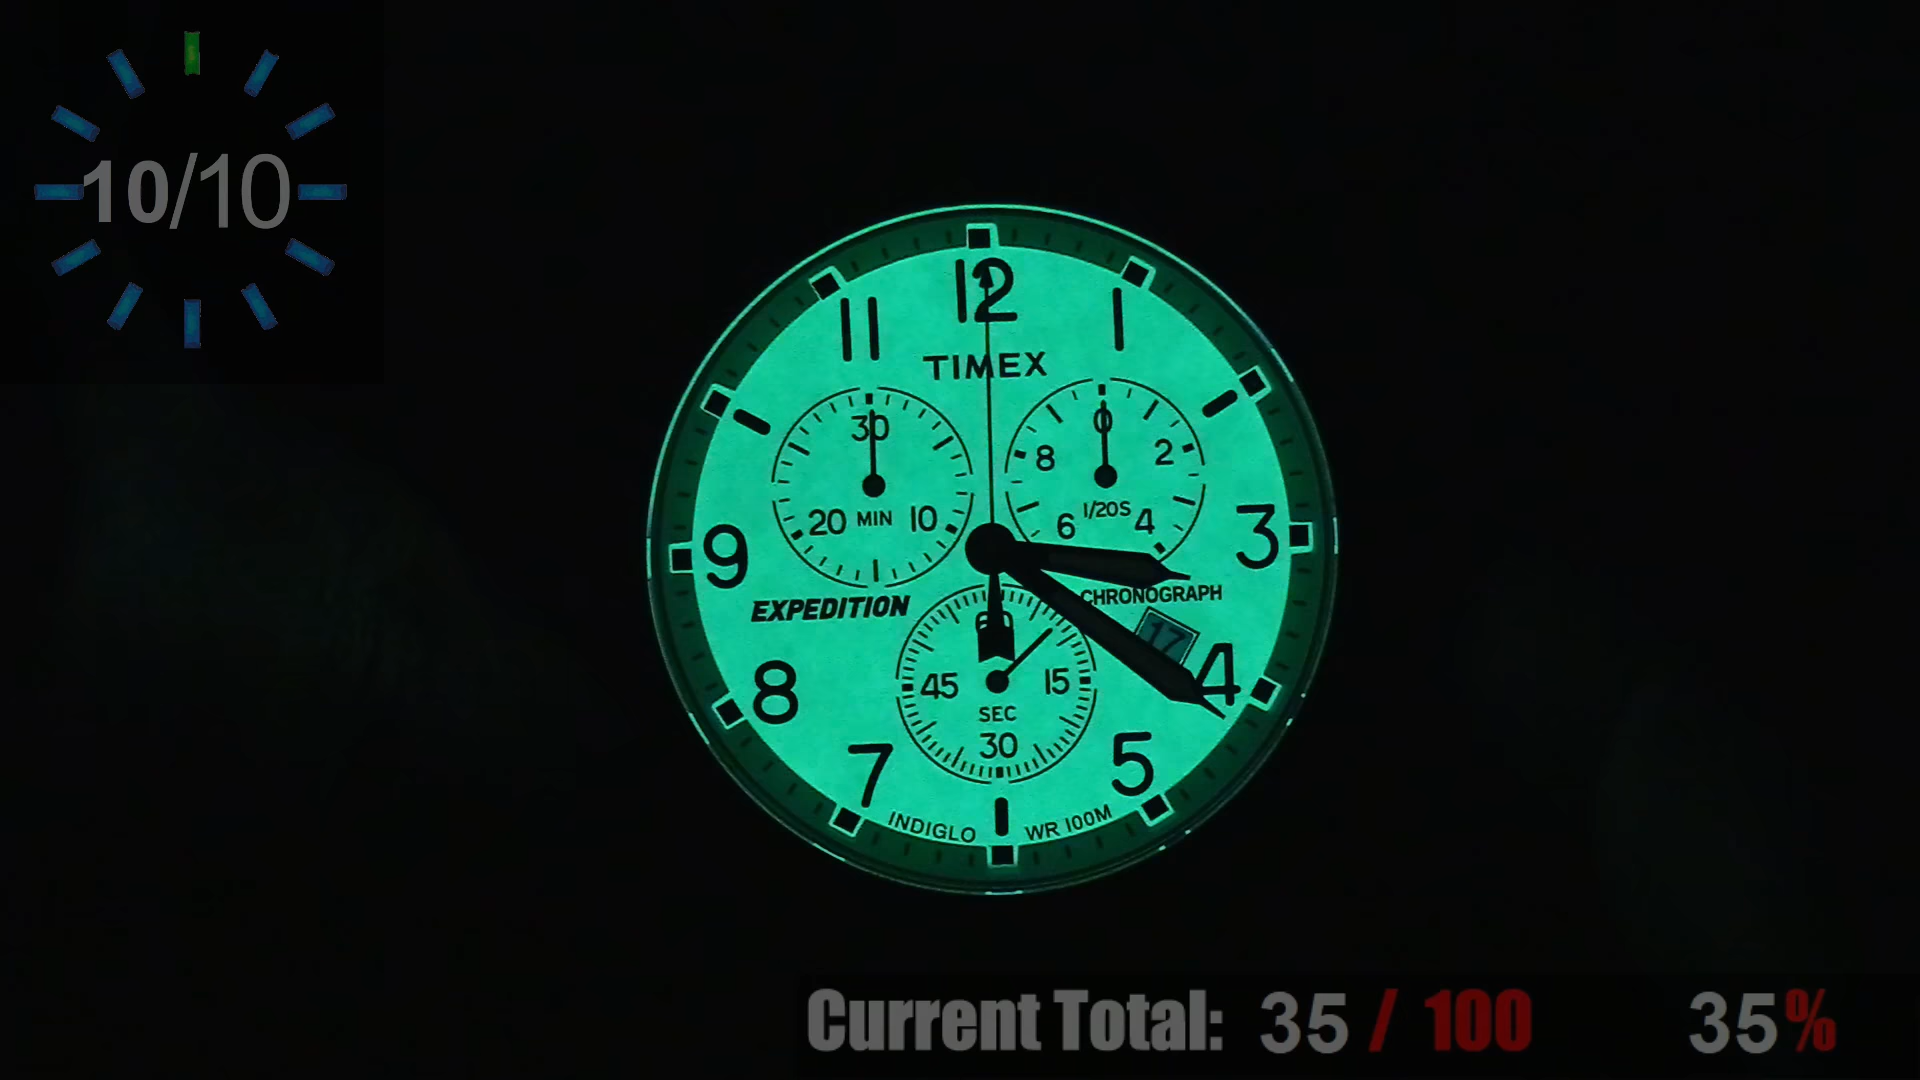 10/10
12
11
1
TIMEX
30
0
8
2
20 MIN 10
1/20S
6
4
9
3
EXPEDITION
CHRONOGRAPH
17
45
15
4
8
SEC
30
7
5
INDIGLO
WR 100M
Current Total: 35 / 100 35%